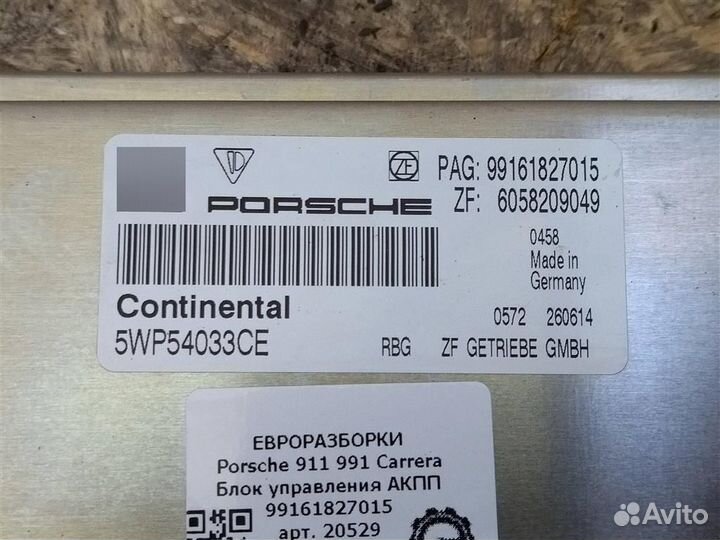 ZF PAG: 99161827015
PORSCHE ZF: 6058209049
0458
Made in
Germany
Continental 0572 260614
5WP54033CE RBG ZF GETRIEBE GMBH
ЕВРОРАЗБОРКИ
Porsche 911 991 Carrera
Блок управления АКПП
99161827015
арт. 20529
Avito